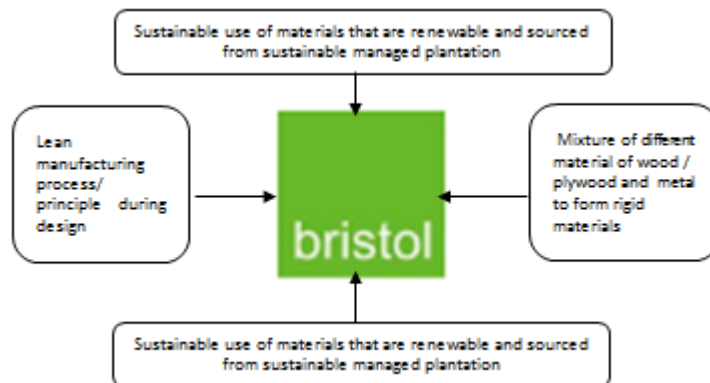 Sustainable use of materials that are renewable and sourced
from sustainable managed plantation
Lean
manufacturing
process/
principle during
design
Mixture of different
material of wood /
plywood and metal
to form rigid
materials
bristol
Sustainable use of materials that are renewable and sourced
from sustainable managed plantation